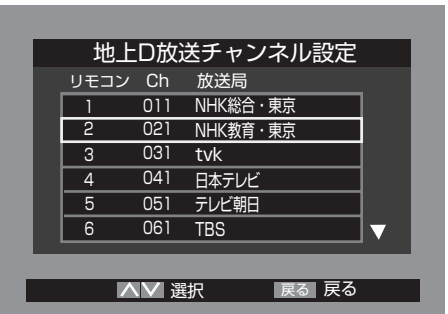 地上D放送チャンネル設定
リモコン Ch 放送局
1 011 NHK総合・東京
2 021 NHK教育・東京
3 031 tvk
4 041 日本テレビ
5 051 テレビ朝日
6 061 TBS
選択 戻る 戻る